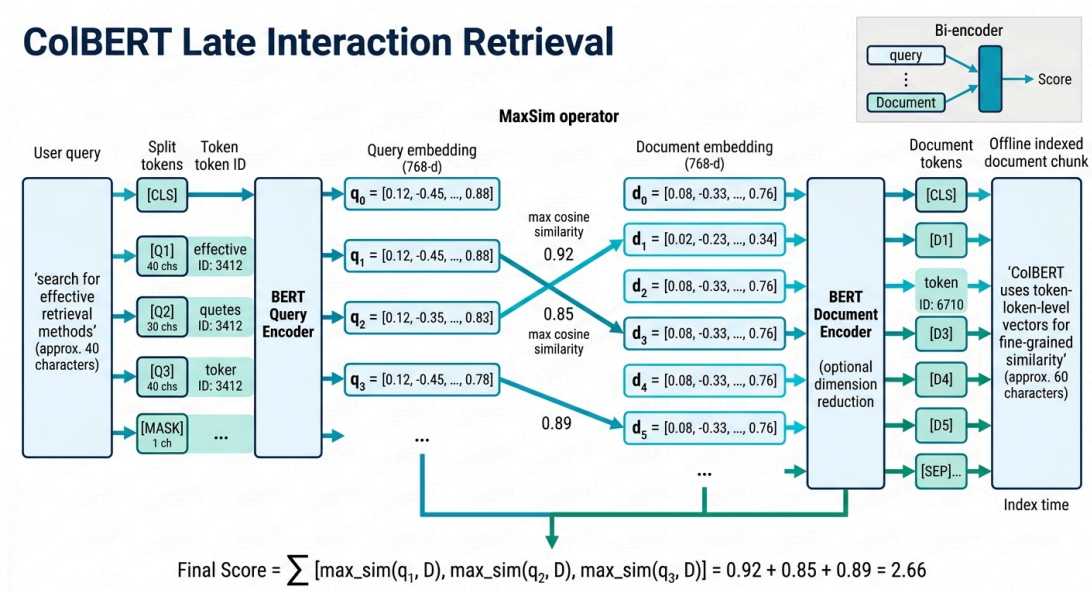 ColBERT Late Interaction Retrieval
Bi-encoder
query
⋮
Document
Score
MaxSim operator
User query
Split
tokens
Token
token ID
Query embedding
(768-d)
Document embedding
(768-d)
Document
tokens
Offline indexed
document chunk
'search for
effective
retrieval
methods'
(approx. 40
characters)
[CLS]
[Q1]
40 chs
effective
ID: 3412
[Q2]
30 chs
quetes
ID: 3412
[Q3]
40 chs
toker
ID: 3412
[MASK]
1 ch
...
BERT
Query
Encoder
q₀ = [0.12, -0.45, ..., 0.88]
q₁ = [0.12, -0.45, ..., 0.88]
q₂ = [0.12, -0.35, ..., 0.83]
q₃ = [0.12, -0.45, ..., 0.78]
...
max cosine
similarity
0.92
0.85
max cosine
similarity
0.89
d₀ = [0.08, -0.33, ..., 0.76]
d₁ = [0.02, -0.23, ..., 0.34]
d₂ = [0.08, -0.33, ..., 0.76]
d₃ = [0.08, -0.33, ..., 0.76]
d₄ = [0.08, -0.33, ..., 0.76]
d₅ = [0.08, -0.33, ..., 0.76]
...
BERT
Document
Encoder
(optional
dimension
reduction
[CLS]
[D1]
token
ID: 6710
[D3]
[D4]
[D5]
[SEP]...
'ColBERT
uses token-
loken-level
vectors for
fine-grained
similarity'
(approx. 60
characters)
Index time
Final Score = ∑ [max_sim(q₁, D), max_sim(q₂, D), max_sim(q₃, D)] = 0.92 + 0.85 + 0.89 = 2.66